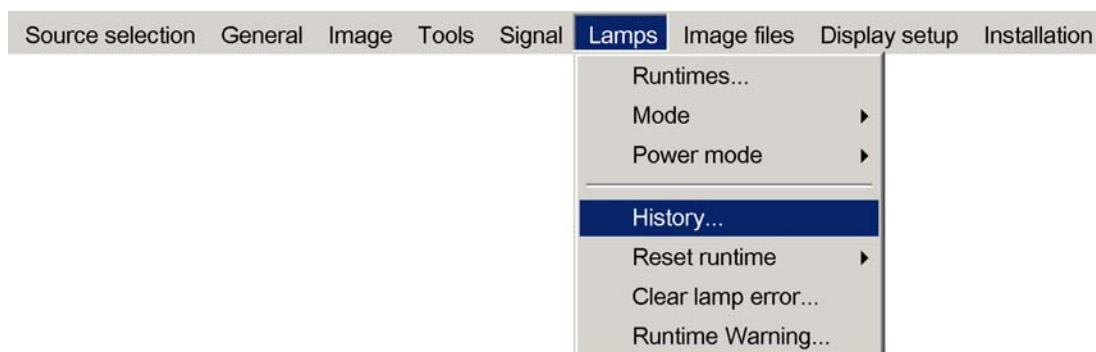 Source selection General Image Tools Signal Lamps Image files Display setup Installation
Runtimes...
Mode
Power mode
History...
Reset runtime
Clear lamp error...
Runtime Warning...